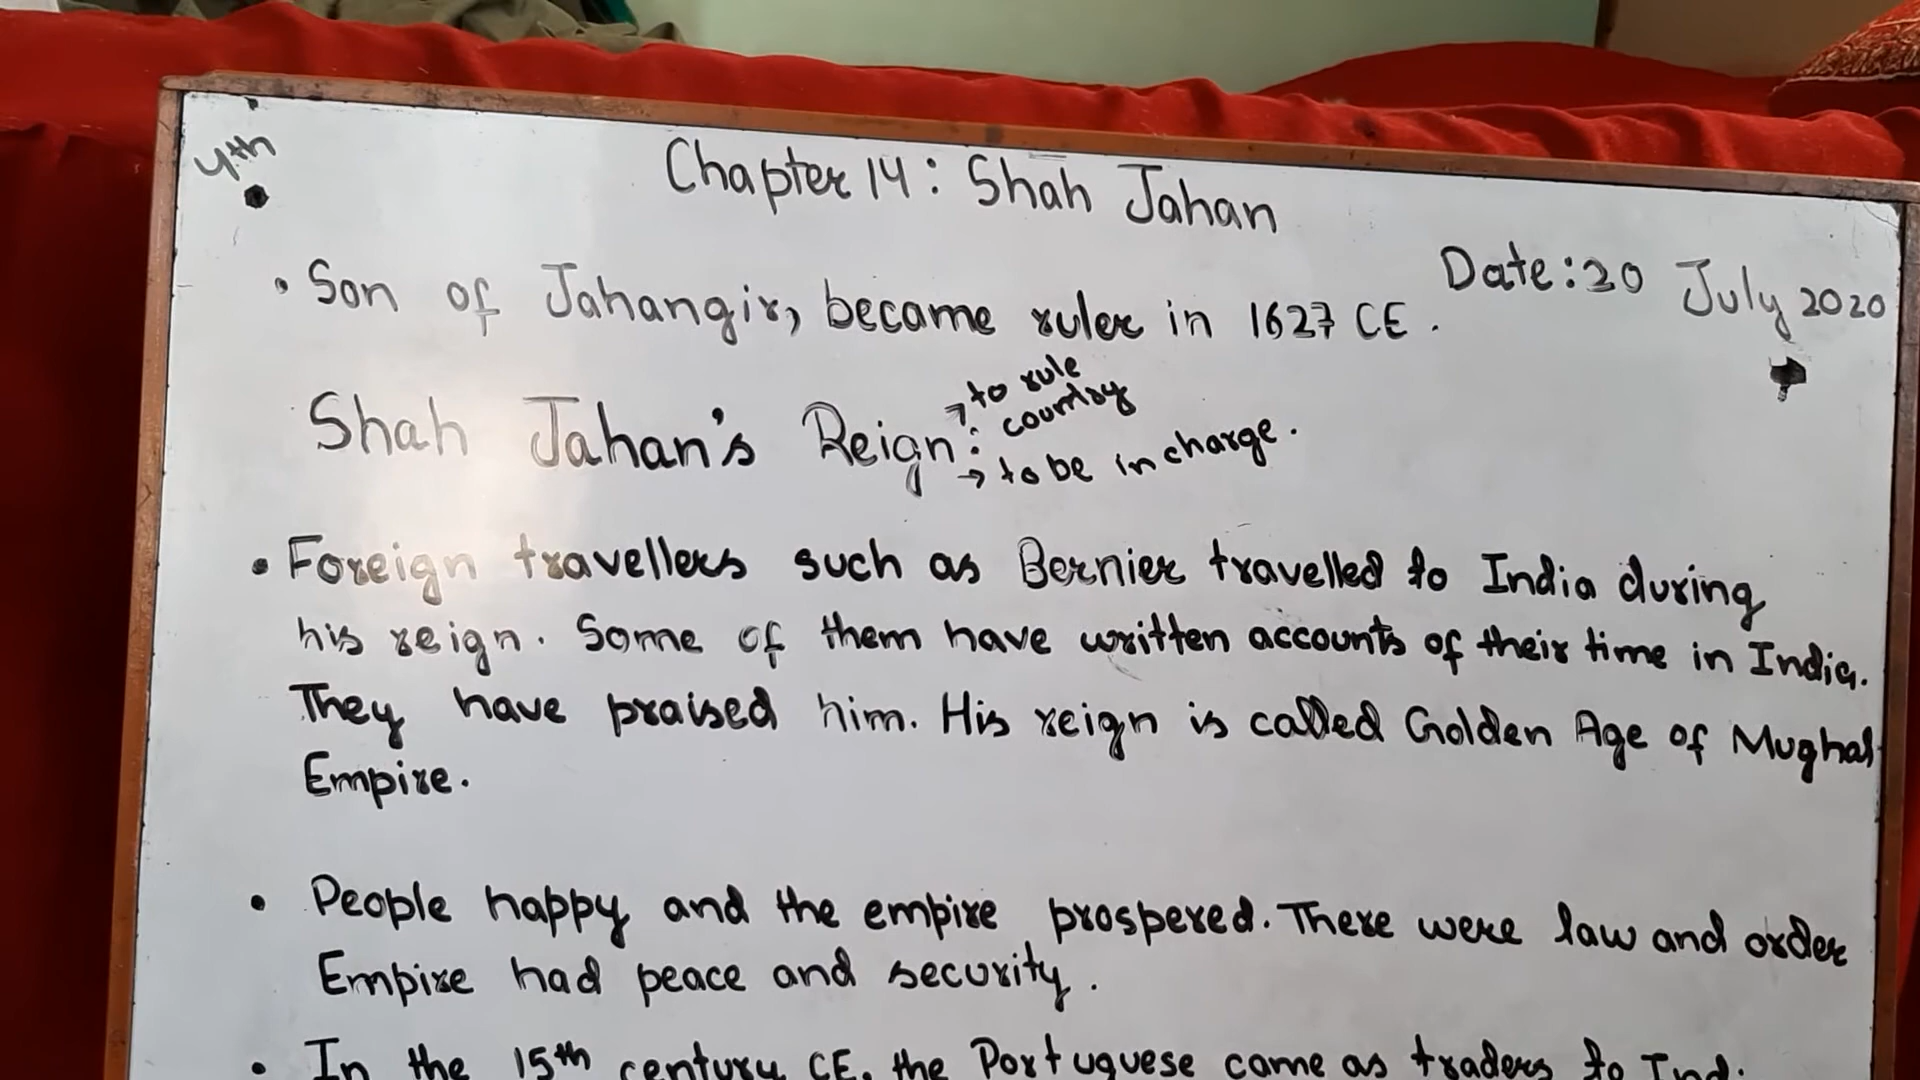 4th
Chapter 14: Shah Jahan
Date: 20 July 2020
• Son of Jahangir, became ruler in 1627 CE.
Shah Jahan's Reign:
→ to rule country
→ to be in charge.
• Foreign travellers such as Bernier travelled to India during
his reign. Some of them have written accounts of their time in India.
They have praised him. His reign is called Golden Age of Mughal
Empire.
• People happy and the empire prospered. There were law and order
Empire had peace and security.
• In the 15th century CE, the Portuguese came as traders to